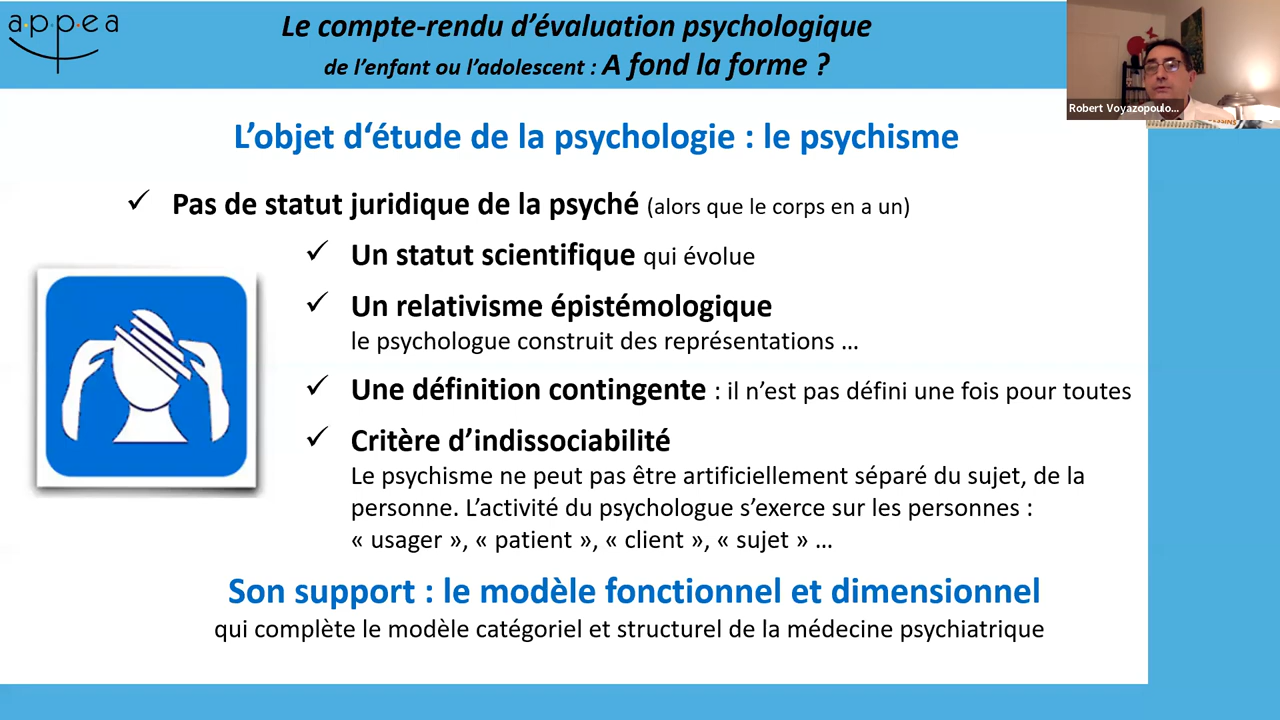 appea
Le compte-rendu d’évaluation psychologique
de l’enfant ou l’adolescent : A fond la forme ?
Robert Voyazopoulo...
L’objet d‘étude de la psychologie : le psychisme
✓ Pas de statut juridique de la psyché (alors que le corps en a un)
✓ Un statut scientifique qui évolue
✓ Un relativisme épistémologique
le psychologue construit des représentations …
✓ Une définition contingente : il n’est pas défini une fois pour toutes
✓ Critère d’indissociabilité
Le psychisme ne peut pas être artificiellement séparé du sujet, de la
personne. L’activité du psychologue s’exerce sur les personnes :
« usager », « patient », « client », « sujet » …
Son support : le modèle fonctionnel et dimensionnel
qui complète le modèle catégoriel et structurel de la médecine psychiatrique